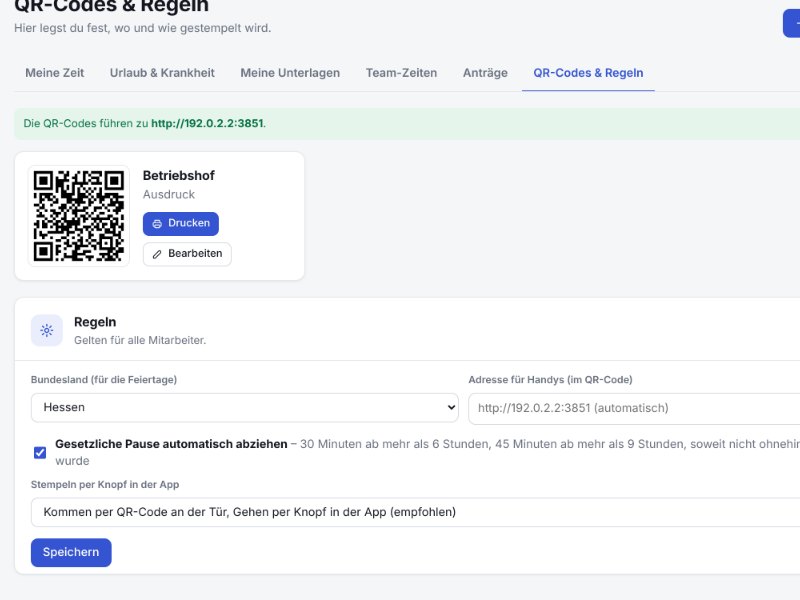 QR-Codes & Regeln
Hier legst du fest, wo und wie gestempelt wird.
Meine Zeit
Urlaub & Krankheit
Meine Unterlagen
Team-Zeiten
Anträge
QR-Codes & Regeln
Die QR-Codes führen zu http://192.0.2.2:3851.
Betriebshof
Ausdruck
Drucken
Bearbeiten
Regeln
Gelten für alle Mitarbeiter.
Bundesland (für die Feiertage)
Adresse für Handys (im QR-Code)
Hessen
http://192.0.2.2:3851 (automatisch)
Gesetzliche Pause automatisch abziehen – 30 Minuten ab mehr als 6 Stunden, 45 Minuten ab mehr als 9 Stunden, soweit nicht
wurde
Stempeln per Knopf in der App
Kommen per QR-Code an der Tür, Gehen per Knopf in der App (empfohlen)
Speichern